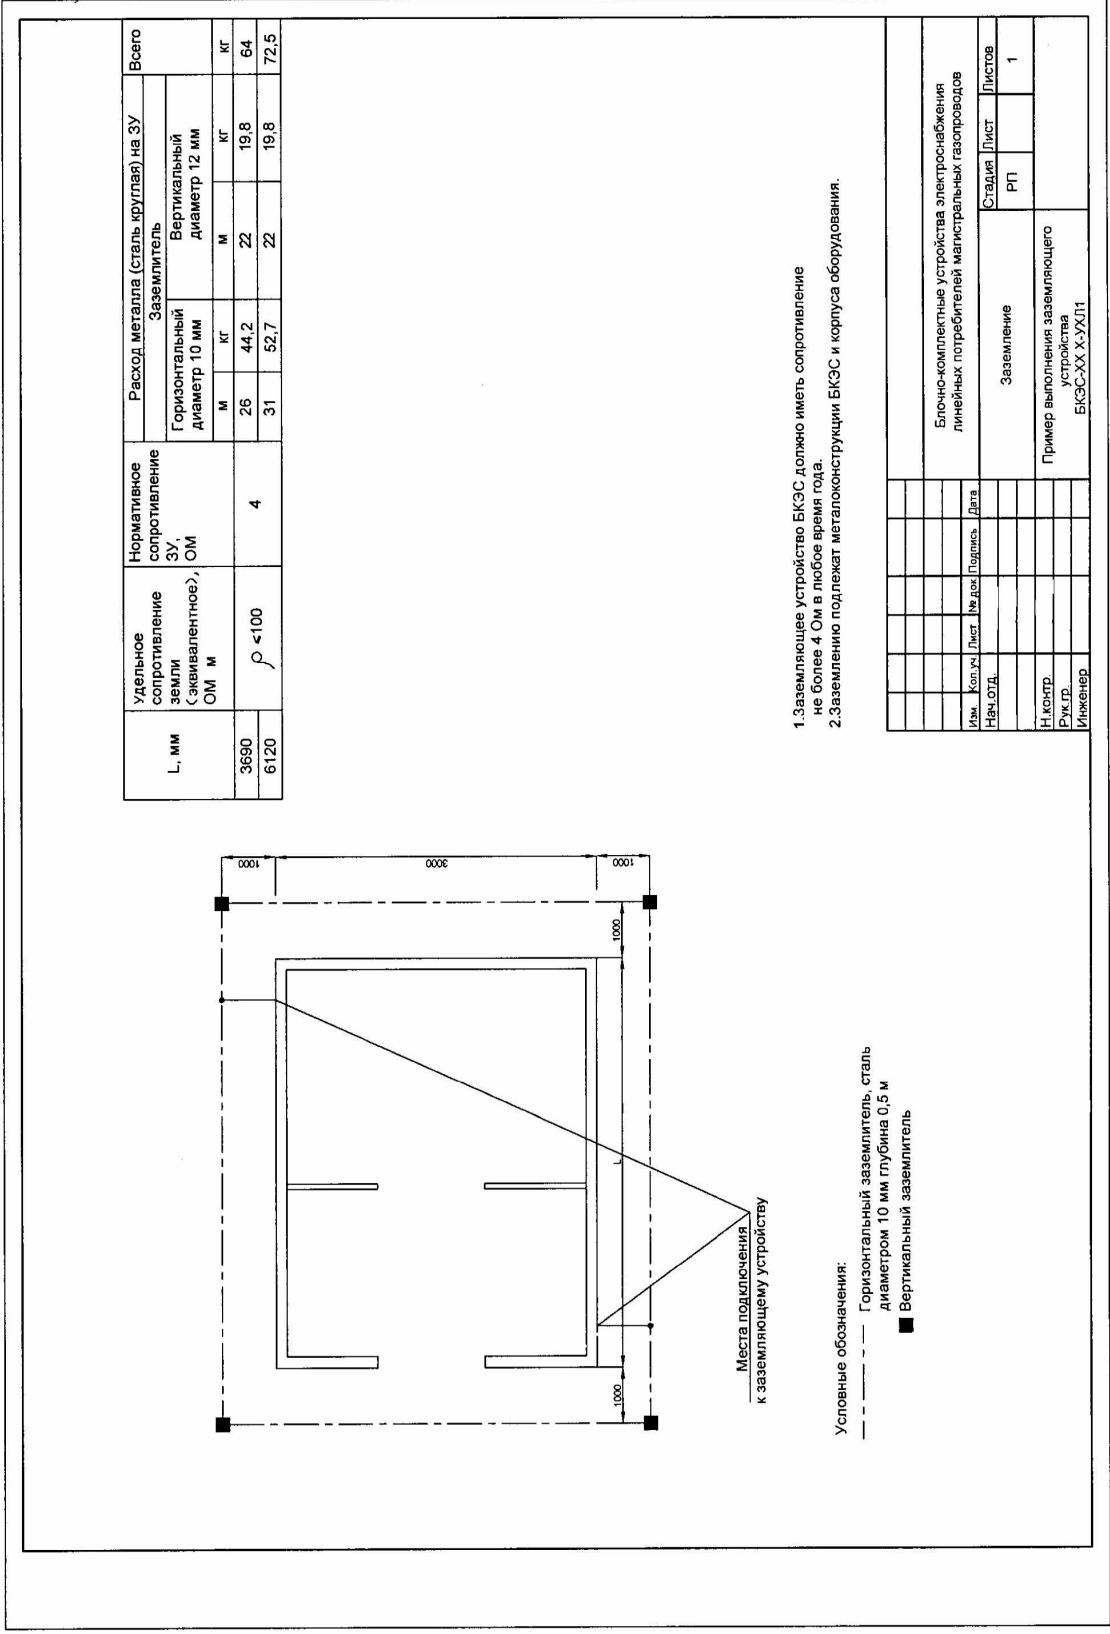 L, мм
Удельное
сопротивление
земли
(эквивалентное),
ОМ м
Нормативное
сопротивление
ЗУ,
ОМ
Расход металла (сталь круглая) на ЗУ
Всего
Заземлитель
Горизонтальный
диаметр 10 мм
Вертикальный
диаметр 12 мм
м
кг
м
кг
кг
3690
ρ <100
4
26
44,2
22
19,8
64
6120
31
52,7
22
19,8
72,5
1000
3000
1000
1000
L
1000
Места подключения
к заземляющему устройству
1.Заземляющее устройство БКЭС должно иметь сопротивление
не более 4 Ом в любое время года.
2.Заземлению подлежат металоконструкции БКЭС и корпуса оборудования.
Условные обозначения:
Горизонтальный заземлитель, сталь
диаметром 10 мм глубина 0,5 м
Вертикальный заземлитель
Блочно-комплектные устройства электроснабжения
линейных потребителей магистральных газопроводов
Изм. Кол.уч. Лист № док. Подпись Дата
Нач.отд.
Заземление
Стадия Лист Листов
РП 1
Н.контр.
Рук.гр.
Инженер
Пример выполнения заземляющего
устройства
БКЭС-ХХ Х-УХЛ1